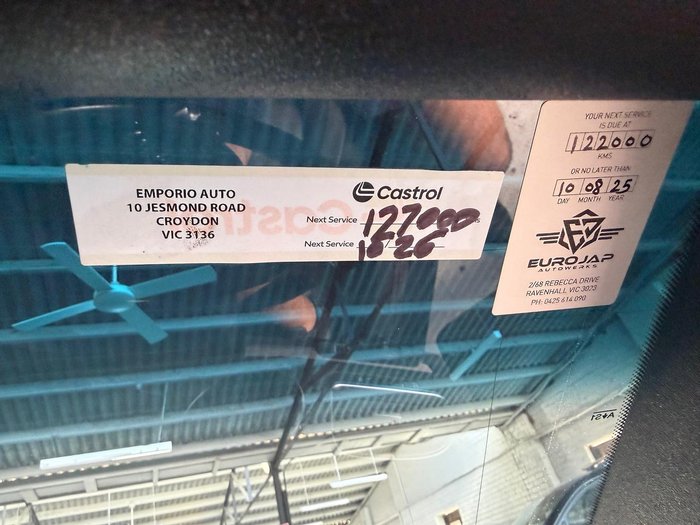 EMPORIO AUTO
10 JESMOND ROAD
CROYDON
VIC 3136
Castrol
Next Service 127000
Next Service 10/26
YOUR NEXT SERVICE
IS DUE AT
122000
KMS
OR NO LATER THAN
10 08 25
DAY MONTH YEAR
EUROJAP
AUTOWERKS
2/68 REBECCA DRIVE
RAVENHALL VIC 3023
PH: 0425 614 090